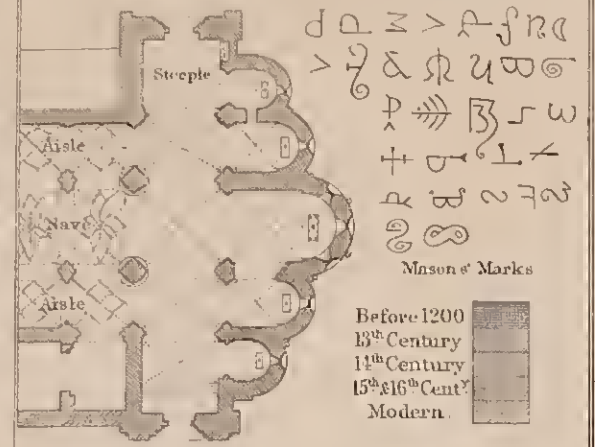 Steeple
Aisle
Nave
Aisle
Masons' Marks
Before 1200
13th Century
14th Century
15th & 16th Centy
Modern